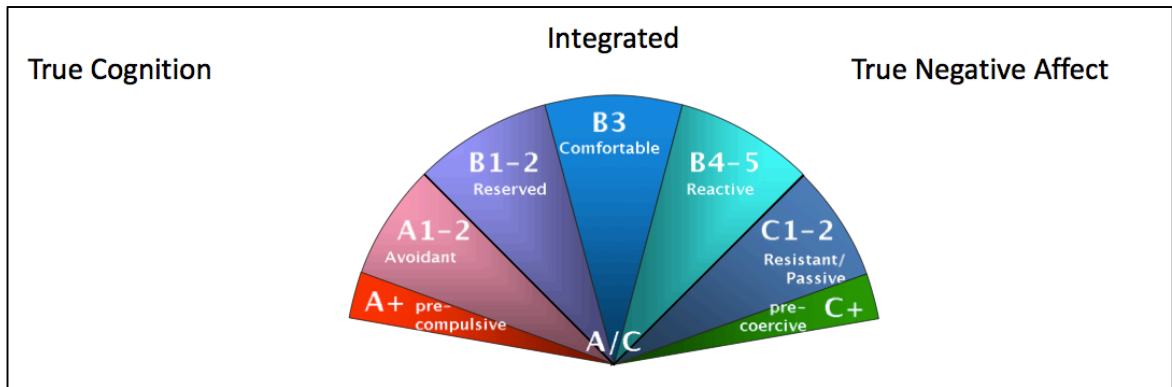 Integrated
True Cognition
True Negative Affect
B3
Comfortable
B1-2
Reserved
B4-5
Reactive
A1-2
Avoidant
C1-2
Resistant/
Passive
A+ pre-
compulsive
pre- C+
coercive
A/C